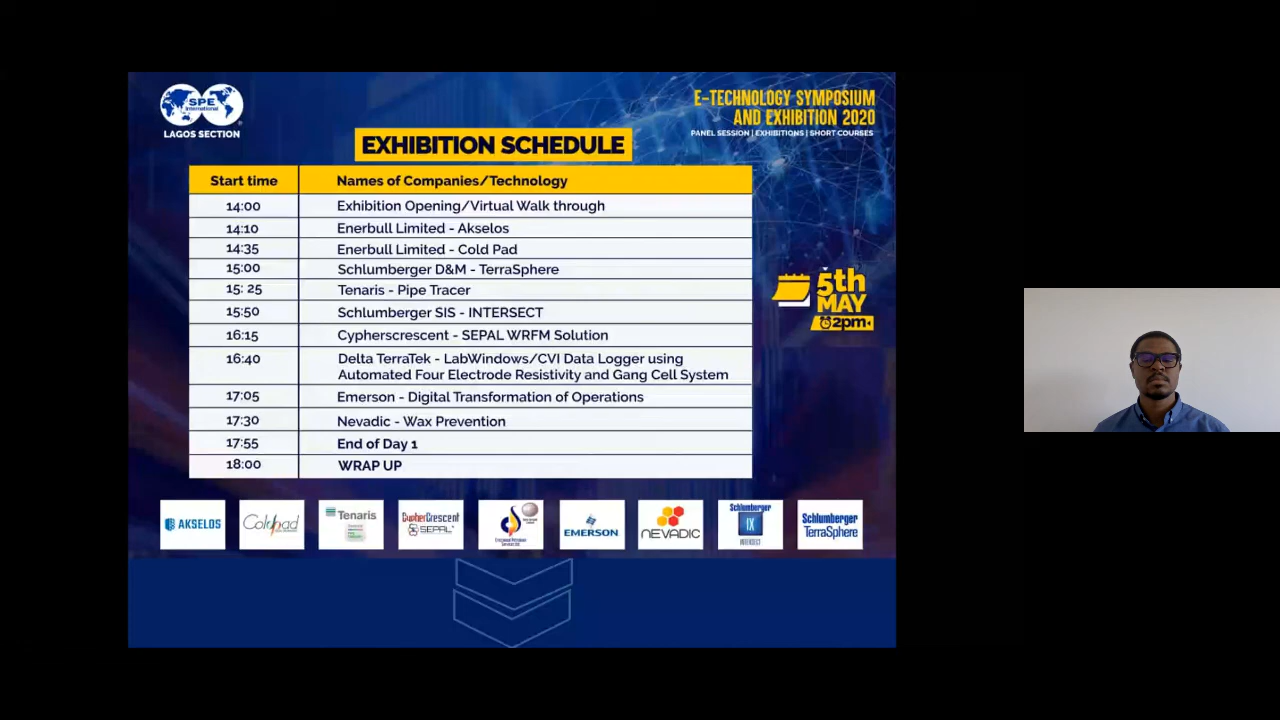 SPE
International
LAGOS SECTION
E-TECHNOLOGY SYMPOSIUM
AND EXHIBITION 2020
PANEL SESSION | EXHIBITIONS | SHORT COURSES
EXHIBITION SCHEDULE
Start time Names of Companies/Technology
14:00 Exhibition Opening/Virtual Walk through
14:10 Enerbull Limited - Akselos
14:35 Enerbull Limited - Cold Pad
15:00 Schlumberger D&M - TerraSphere
15: 25 Tenaris - Pipe Tracer
15:50 Schlumberger SIS - INTERSECT
16:15 Cypherscrescent - SEPAL WRFM Solution
16:40 Delta TerraTek - LabWindows/CVI Data Logger using
Automated Four Electrode Resistivity and Gang Cell System
17:05 Emerson - Digital Transformation of Operations
17:30 Nevadic - Wax Prevention
17:55 End of Day 1
18:00 WRAP UP
5th
MAY
2pm
AKSELOS
Coldpad
Tenaris
CypherCrescent
SEPAL
EMERSON
NEVADIC
Schlumberger
IX
INTERSECT
Schlumberger
TerraSphere